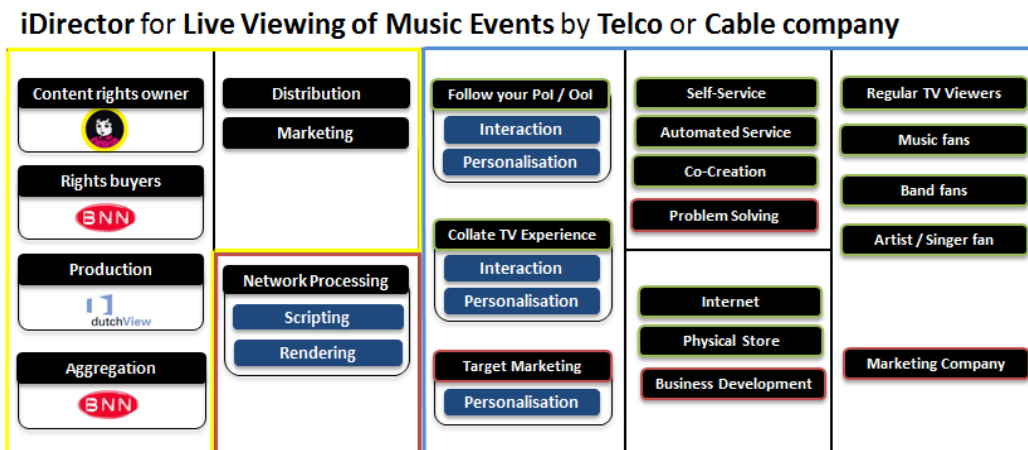 iDirector for Live Viewing of Music Events by Telco or Cable company
Content rights owner
Rights buyers
BNN
Production
dutchView
Aggregation
BNN
Distribution
Marketing
Network Processing
Scripting
Rendering
Follow your PoI / OoI
Interaction
Personalisation
Collate TV Experience
Interaction
Personalisation
Target Marketing
Personalisation
Self-Service
Automated Service
Co-Creation
Problem Solving
Internet
Physical Store
Business Development
Regular TV Viewers
Music fans
Band fans
Artist / Singer fan
Marketing Company